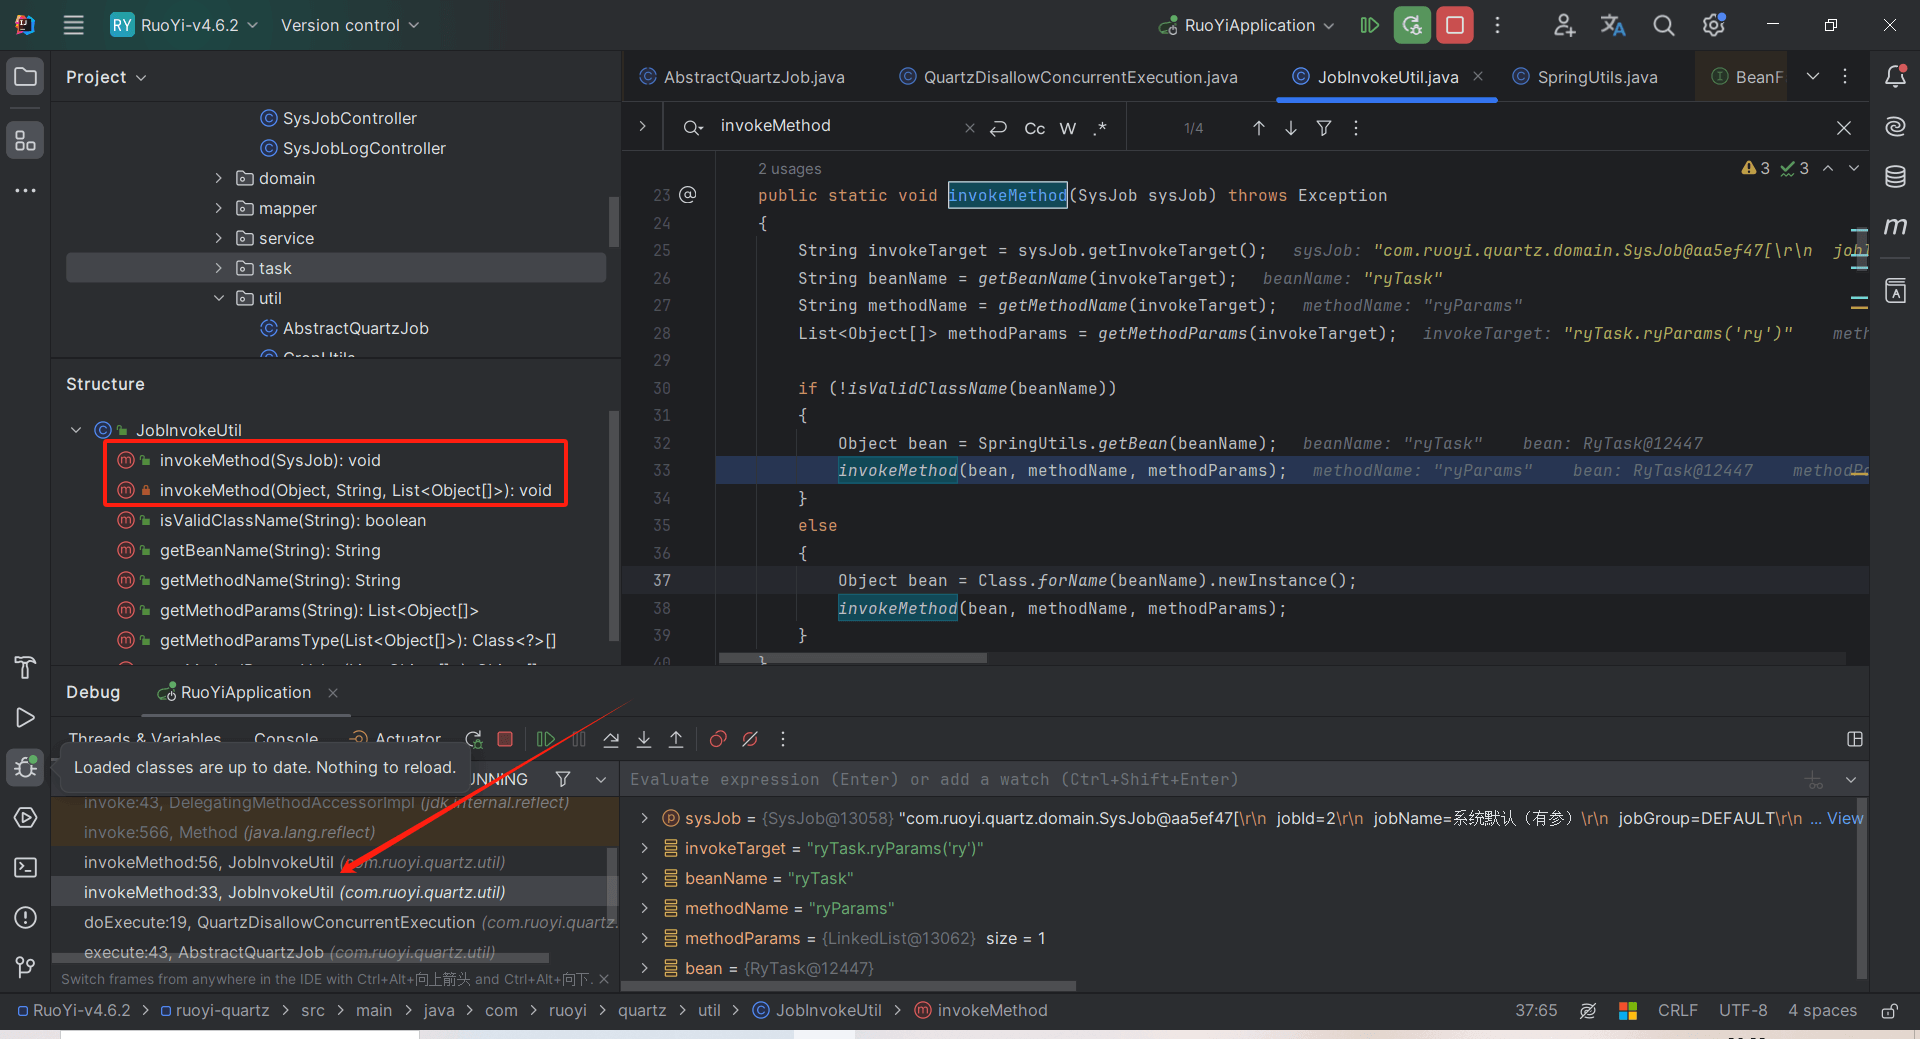 RY RuoYi-v4.6.2 Version control RuoYiApplication
Project
SysJobController
SysJobLogController
domain
mapper
service
task
util
AbstractQuartzJob
Structure
JobInvokeUtil
invokeMethod(SysJob): void
invokeMethod(Object, String, List<Object[]>): void
isValidClassName(String): boolean
getBeanName(String): String
getMethodName(String): String
getMethodParams(String): List<Object[]>
getMethodParamsType(List<Object[]>): Class<?>[]
AbstractQuartzJob.java QuartzDisallowConcurrentExecution.java JobInvokeUtil.java SpringUtils.java BeanF
invokeMethod Cc W .* 1/4
2 usages 3 3
23 public static void invokeMethod(SysJob sysJob) throws Exception
24 {
25 String invokeTarget = sysJob.getInvokeTarget(); sysJob: "com.ruoyi.quartz.domain.SysJob@aa5ef47[\r\n jobI
26 String beanName = getBeanName(invokeTarget); beanName: "ryTask"
27 String methodName = getMethodName(invokeTarget); methodName: "ryParams"
28 List<Object[]> methodParams = getMethodParams(invokeTarget); invokeTarget: "ryTask.ryParams('ry')" meth
29
30 if (!isValidClassName(beanName))
31 {
32 Object bean = SpringUtils.getBean(beanName); beanName: "ryTask" bean: RyTask@12447
33 invokeMethod(bean, methodName, methodParams); methodName: "ryParams" bean: RyTask@12447 methodPa
34 }
35 else
36 {
37 Object bean = Class.forName(beanName).newInstance();
38 invokeMethod(bean, methodName, methodParams);
39 }
40 }
Debug RuoYiApplication
Threads & Variables Console Actuator
Loaded classes are up to date. Nothing to reload.
UNNING
invoke:43, DelegatingMethodAccessorImpl (jdk.internal.reflect)
invoke:566, Method (java.lang.reflect)
invokeMethod:56, JobInvokeUtil (com.ruoyi.quartz.util)
invokeMethod:33, JobInvokeUtil (com.ruoyi.quartz.util)
doExecute:19, QuartzDisallowConcurrentExecution (com.ruoyi.quartz.
execute:43, AbstractQuartzJob (com.ruoyi.quartz.util)
Switch frames from anywhere in the IDE with Ctrl+Alt+向上箭头 and Ctrl+Alt+向下.
Evaluate expression (Enter) or add a watch (Ctrl+Shift+Enter)
sysJob = {SysJob@13058} "com.ruoyi.quartz.domain.SysJob@aa5ef47[\r\n jobId=2\r\n jobName=系统默认（有参）\r\n jobGroup=DEFAULT\r\n ... View
invokeTarget = "ryTask.ryParams('ry')"
beanName = "ryTask"
methodName = "ryParams"
methodParams = {LinkedList@13062} size = 1
bean = {RyTask@12447}
RuoYi-v4.6.2 > ruoyi-quartz > src > main > java > com > ruoyi > quartz > util > JobInvokeUtil > invokeMethod 37:65 CRLF UTF-8 4 spaces